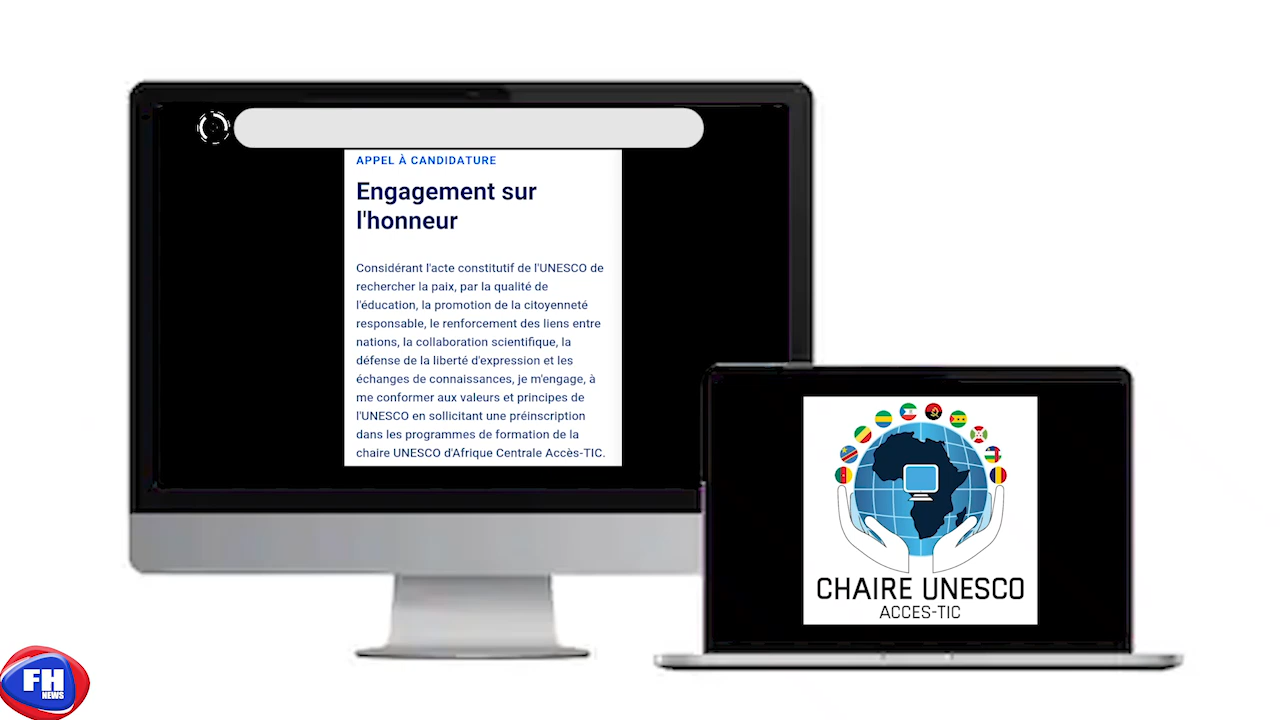 APPEL À CANDIDATURE
Engagement sur
l'honneur
Considérant l'acte constitutif de l'UNESCO de
rechercher la paix, par la qualité de
l'éducation, la promotion de la citoyenneté
responsable, le renforcement des liens entre
nations, la collaboration scientifique, la
défense de la liberté d'expression et les
échanges de connaissances, je m'engage, à
me conformer aux valeurs et principes de
l'UNESCO en sollicitant une préinscription
dans les programmes de formation de la
chaire UNESCO d'Afrique Centrale Accès-TIC.
CHAIRE UNESCO
ACCES-TIC
FH
NEWS